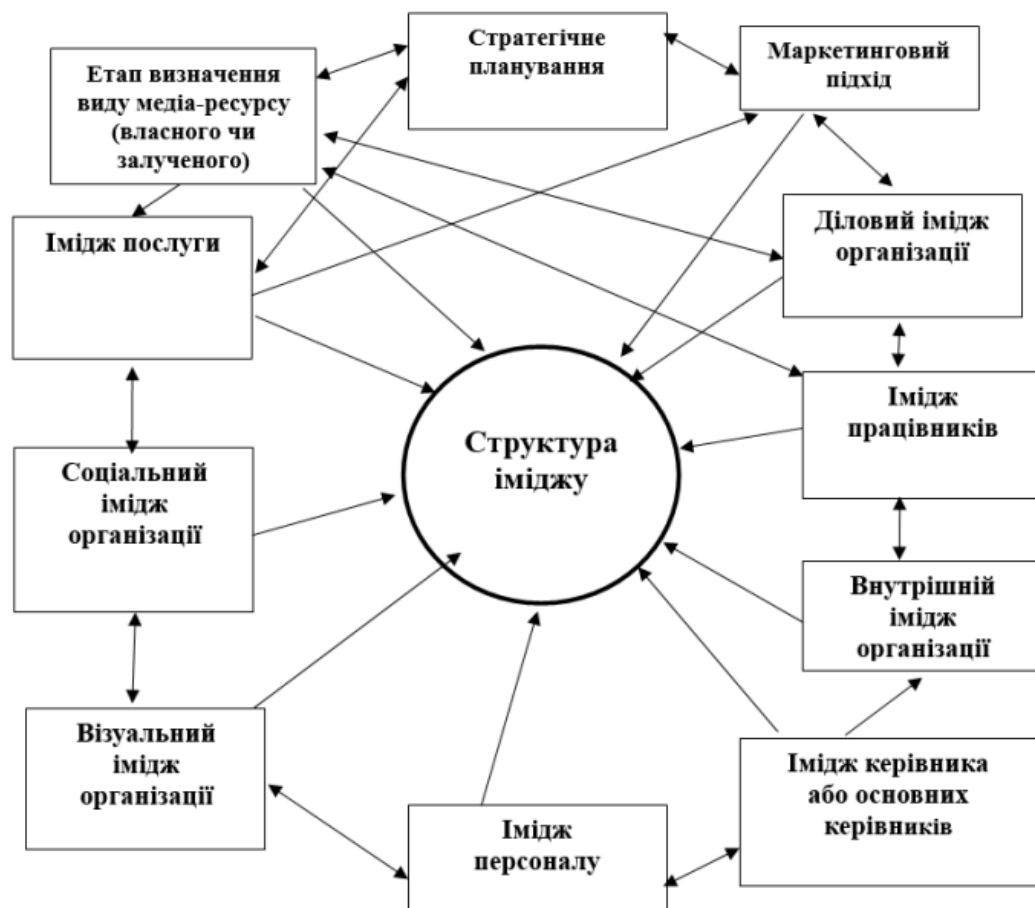 Стратегічне
планування
Маркетинговий
підхід
Етап визначення
виду медіа-ресурсу
(власного чи
залученого)
Імідж послуги
Діловий імідж
організації
Імідж
працівників
Структура
іміджу
Соціальний
імідж
організації
Внутрішній
імідж
організації
Візуальний
імідж
організації
Імідж керівника
або основних
керівників
Імідж
персоналу